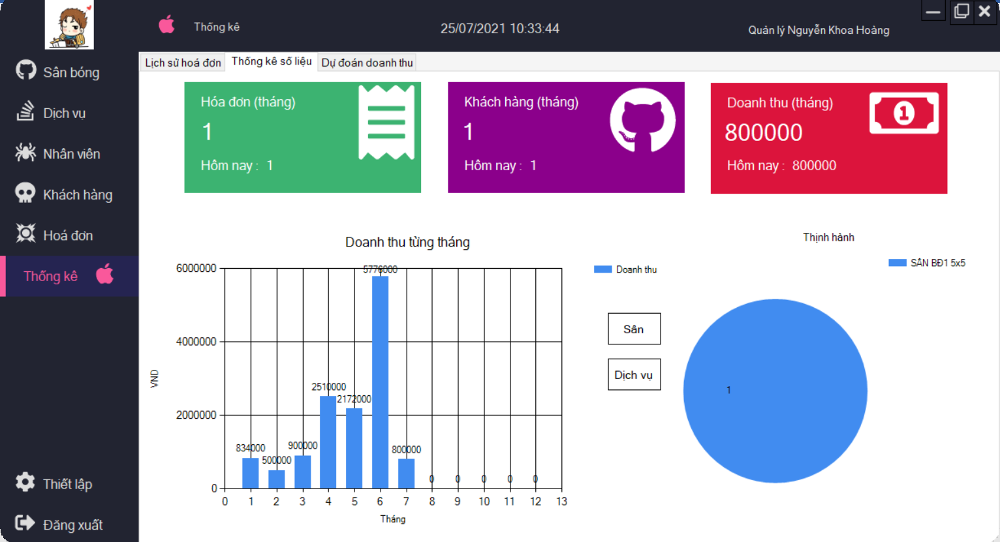 Thống kê
25/07/2021 10:33:44
Quản lý Nguyễn Khoa Hoàng
Sân bóng
Dịch vụ
Nhân viên
Khách hàng
Hoá đơn
Thống kê
Thiết lập
Đăng xuất
Lịch sử hoá đơn
Thống kê số liệu
Dự đoán doanh thu
Hóa đơn (tháng)
1
Hôm nay : 1
Khách hàng (tháng)
1
Hôm nay : 1
Doanh thu (tháng)
800000
Hôm nay : 800000
1
Doanh thu từng tháng
6000000
4000000
2000000
0
VND
834000
500000
900000
2510000
2172000
5776000
800000
0
0
0
0
0
0 1 2 3 4 5 6 7 8 9 10 11 12 13
Tháng
Doanh thu
Sân
Dịch vụ
Thịnh hành
SÂN BĐ1 5x5
1